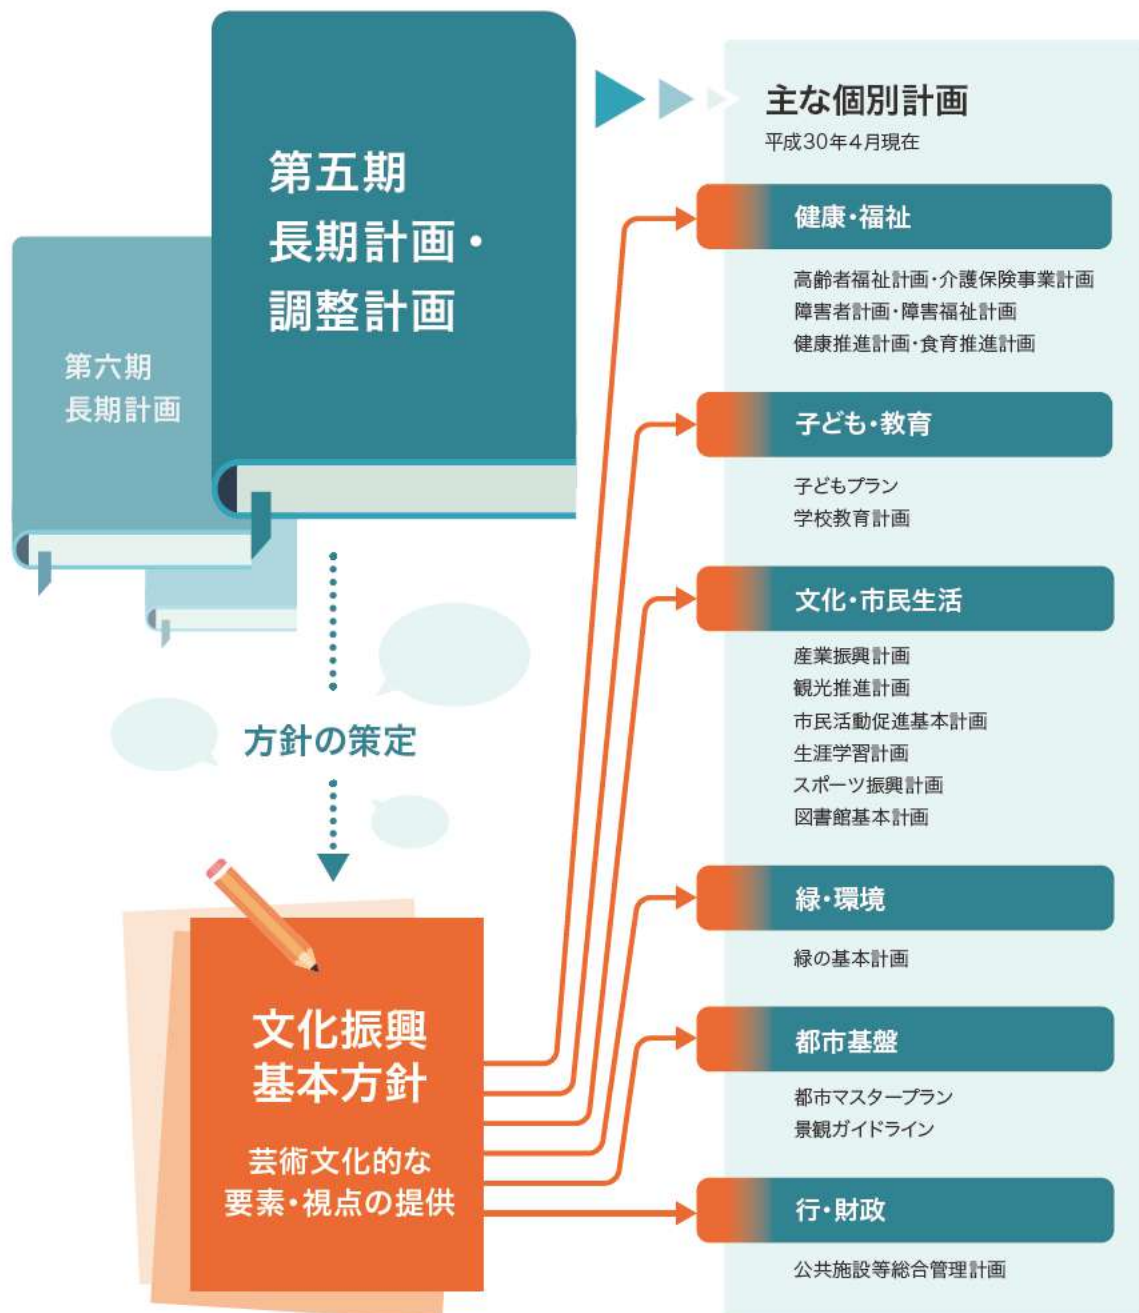 第五期
長期計画・
調整計画
第六期
長期計画
方針の策定
文化振興
基本方針
芸術文化的な
要素・視点の提供
主な個別計画
平成30年4月現在
健康・福祉
高齢者福祉計画・介護保険事業計画
障害者計画・障害福祉計画
健康推進計画・食育推進計画
子ども・教育
子どもプラン
学校教育計画
文化・市民生活
産業振興計画
観光推進計画
市民活動促進基本計画
生涯学習計画
スポーツ振興計画
図書館基本計画
緑・環境
緑の基本計画
都市基盤
都市マスタープラン
景観ガイドライン
行・財政
公共施設等総合管理計画